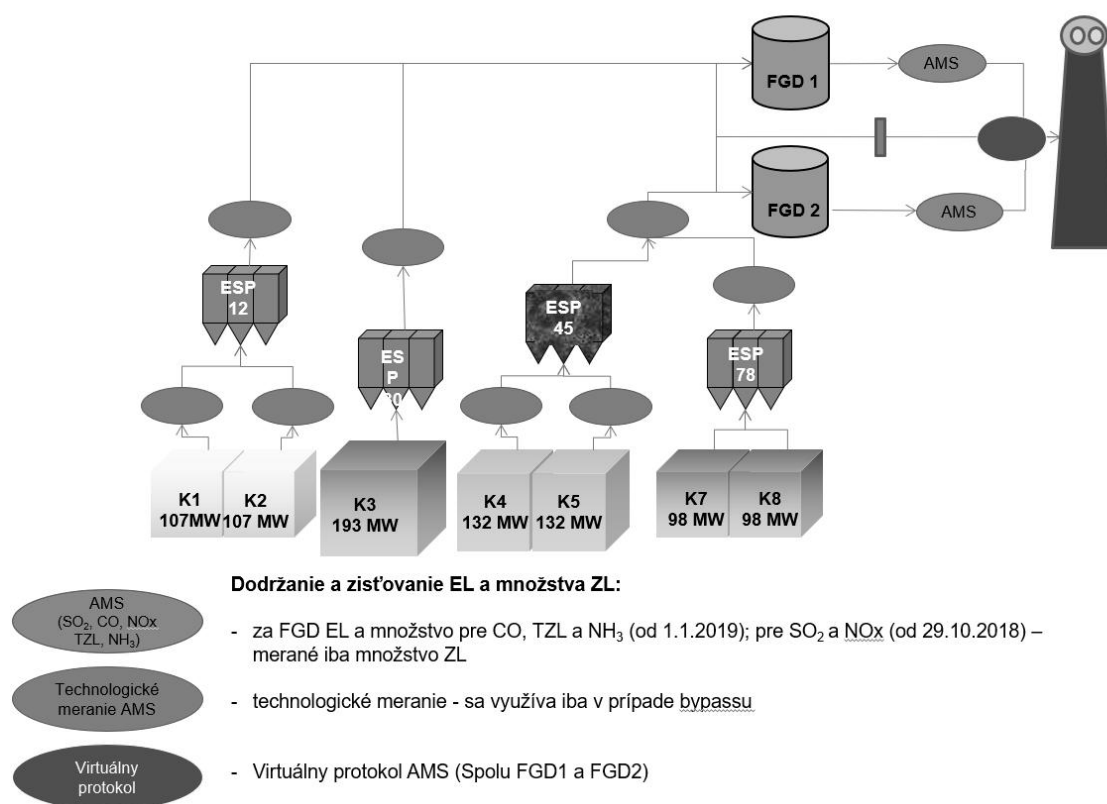 FGD 1
AMS
FGD 2
AMS
ESP
12
ES
P
30
ESP
45
ESP
78
K1
107MW
K2
107 MW
K3
193 MW
K4
132 MW
K5
132 MW
K7
98 MW
K8
98 MW
Dodržanie a zisťovanie EL a množstva ZL:
AMS
(SO₂, CO, NOx
TZL, NH₃)
- za FGD EL a množstvo pre CO, TZL a NH₃ (od 1.1.2019); pre SO₂ a NOx (od 29.10.2018) –
merané iba množstvo ZL
Technologické
meranie AMS
- technologické meranie - sa využíva iba v prípade bypassu
Virtuálny
protokol
- Virtuálny protokol AMS (Spolu FGD1 a FGD2)